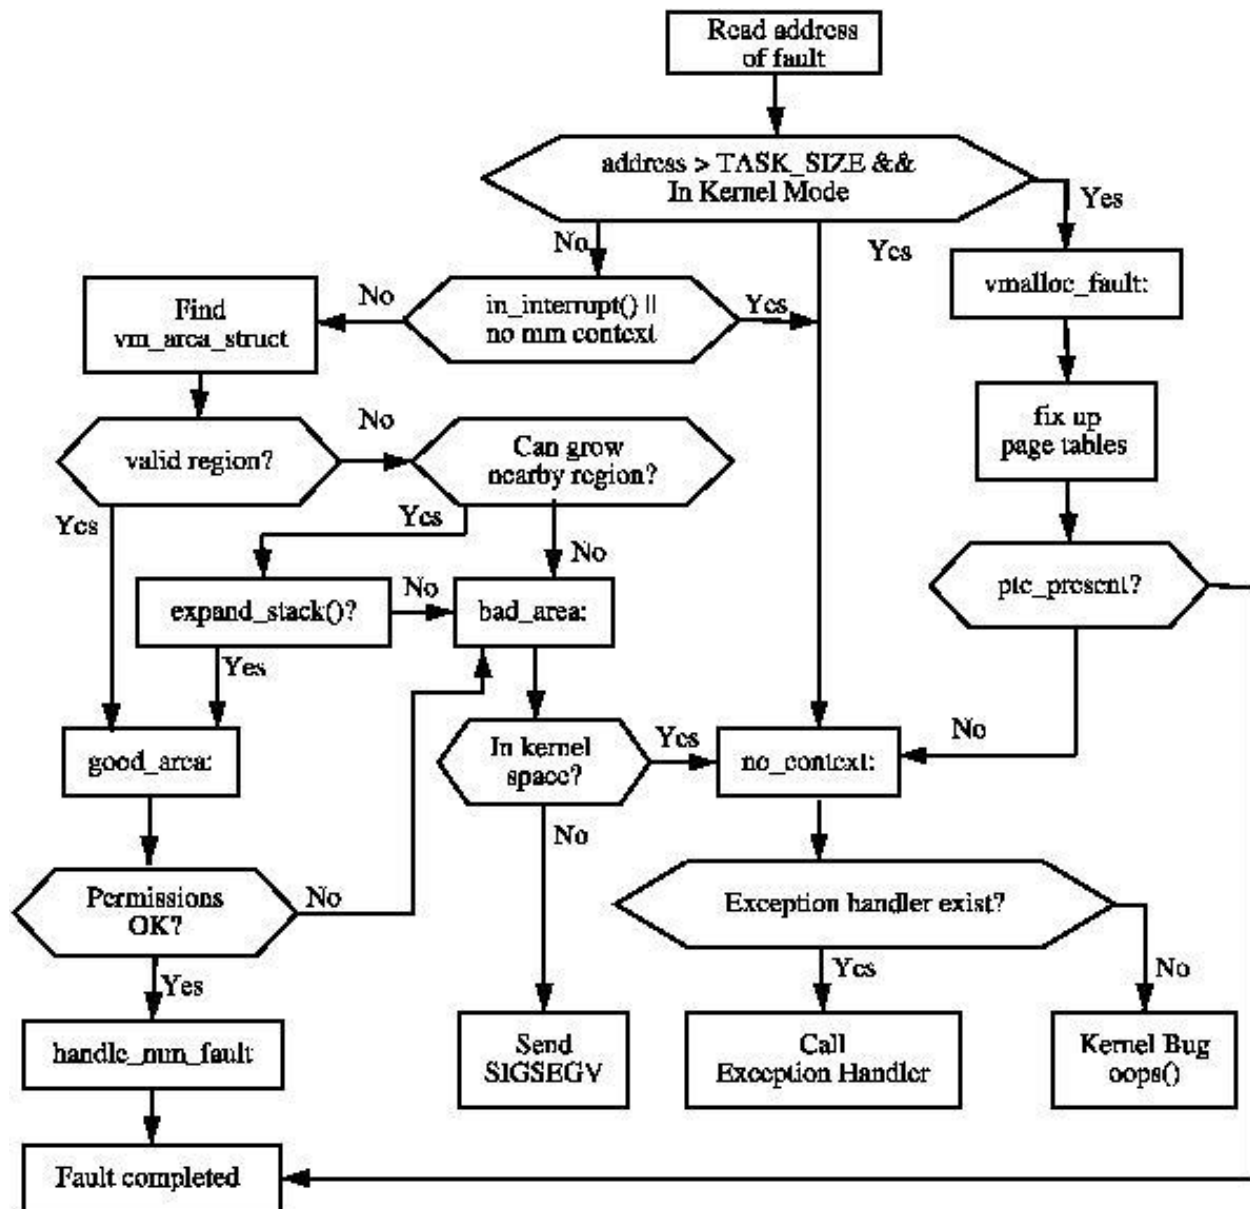 Read address
of fault
address > TASK_SIZE &&
In Kernel Mode
Yes
No
Yes
vmalloc_fault:
Find
vm_area_struct
No
in_interrupt() ||
no mm context
Yes
fix up
page tables
valid region?
No
Can grow
nearby region?
Yes
Yes
No
pte_present?
expand_stack()?
No
bad_area:
Yes
good_area:
In kernel
space?
Yes
no_context:
No
No
Permissions
OK?
No
Exception handler exist?
Yes
Yes
No
handle_mm_fault
Send
SIGSEGV
Call
Exception Handler
Kernel Bug
oops()
Fault completed